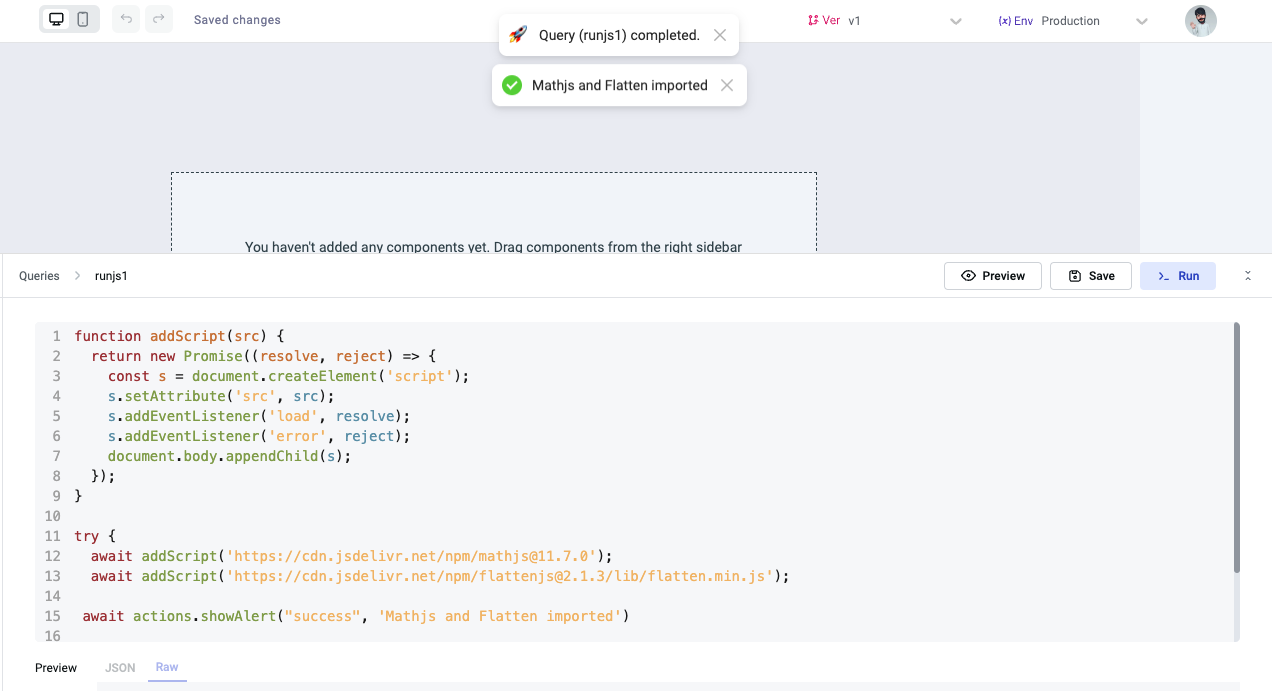 Saved changes
Ver v1
(x) Env Production
Query (runjs1) completed.
Mathjs and Flatten imported
You haven't added any components yet. Drag components from the right sidebar
Queries > runjs1
Preview
Save
>_ Run
1 function addScript(src) {
2 return new Promise((resolve, reject) => {
3 const s = document.createElement('script');
4 s.setAttribute('src', src);
5 s.addEventListener('load', resolve);
6 s.addEventListener('error', reject);
7 document.body.appendChild(s);
8 });
9 }
10
11 try {
12 await addScript('https://cdn.jsdelivr.net/npm/mathjs@11.7.0');
13 await addScript('https://cdn.jsdelivr.net/npm/flattenjs@2.1.3/lib/flatten.min.js');
14
15 await actions.showAlert("success", 'Mathjs and Flatten imported')
16
Preview JSON Raw